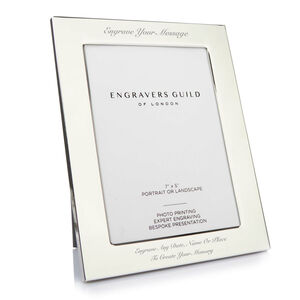 Engrave Your Message
ENGRAVERS GUILD
OF LONDON
7" x 5"
PORTRAIT OR LANDSCAPE
PHOTO PRINTING
EXPERT ENGRAVING
BESPOKE PRESENTATION
Engrave Any Date, Name Or Place
To Create Your Memory